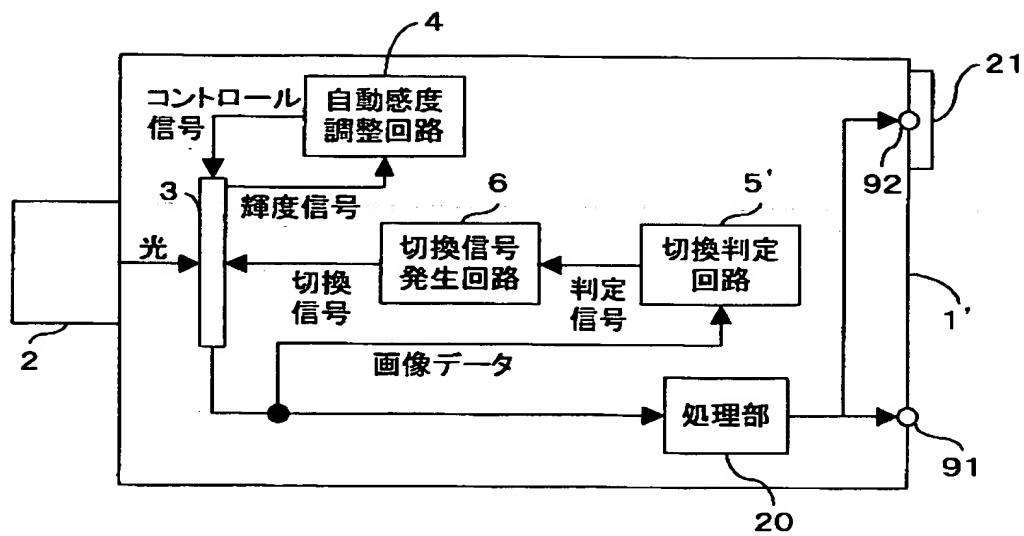 4
21
コントロール
信号
自動感度
調整回路
92
3
輝度信号
6
5'
光
切換信号
発生回路
切換判定
回路
切換
信号
判定
信号
1'
2
画像データ
処理部
91
20